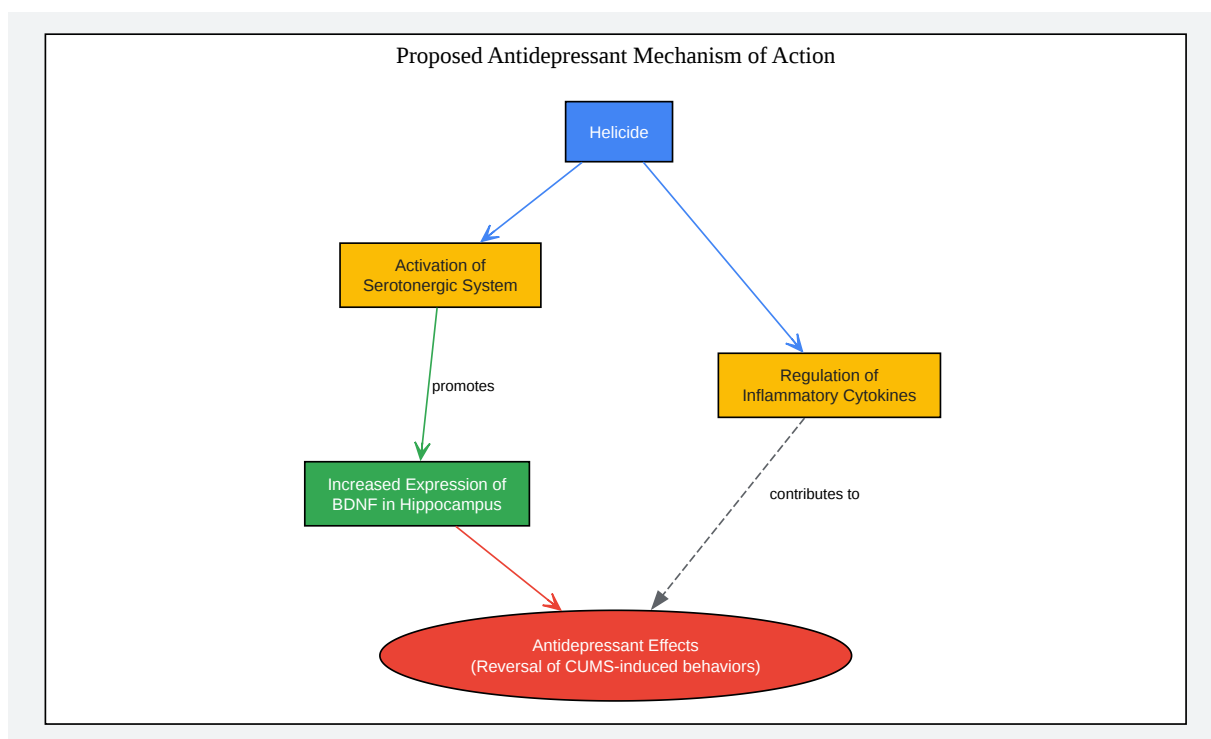 Proposed Antidepressant Mechanism of Action
Helicide
Activation of
Serotonergic System
Regulation of
Inflammatory Cytokines
promotes
Increased Expression of
BDNF in Hippocampus
contributes to
Antidepressant Effects
(Reversal of CUMS-induced behaviors)